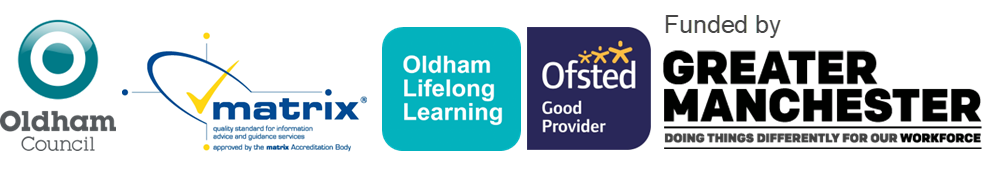 Oldham
Council
matrix®
quality standard for information
advice and guidance services
approved by the matrix Accreditation Body
Oldham
Lifelong
Learning
Ofsted
Good
Provider
Funded by
GREATER
MANCHESTER
DOING THINGS DIFFERENTLY FOR OUR WORKFORCE